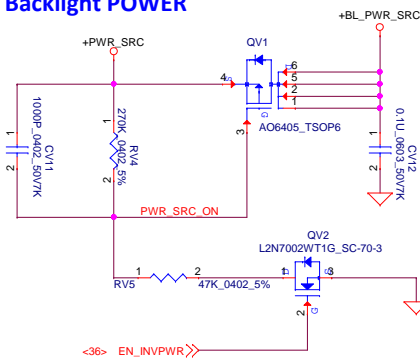 Backlight POWER
+PWR_SRC
+BL_PWR_SRC
QV1
4
S
D
6
5
2
1
G
3
AO6405_TSOP6
1
2
1000P_0402_50V7K
CV11
1
2
270K_0402_5%
RV4
1
2
0.1U_0603_50V7K
CV12
PWR_SRC_ON
QV2
L2N7002WT1G_SC-70-3
RV5
1
2
47K_0402_5%
1
D
S
3
2
G
<36> EN_INVPWR